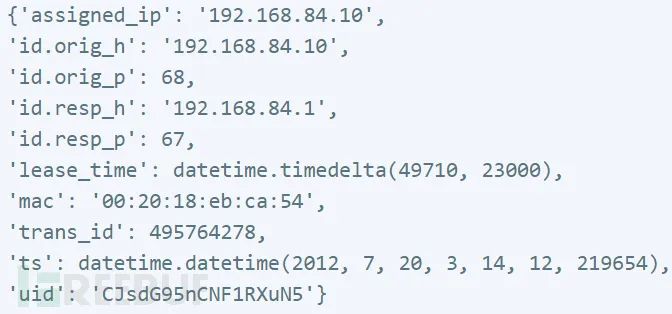 {'assigned_ip': '192.168.84.10',
'id.orig_h': '192.168.84.10',
'id.orig_p': 68,
'id.resp_h': '192.168.84.1',
'id.resp_p': 67,
'lease_time': datetime.timedelta(49710, 23000),
'mac': '00:20:18:eb:ca:54',
'trans_id': 495764278,
'ts': datetime.datetime(2012, 7, 20, 3, 14, 12, 219654),
'uid': 'CJsdG95nCNF1RXuN5'}
FREEBUF